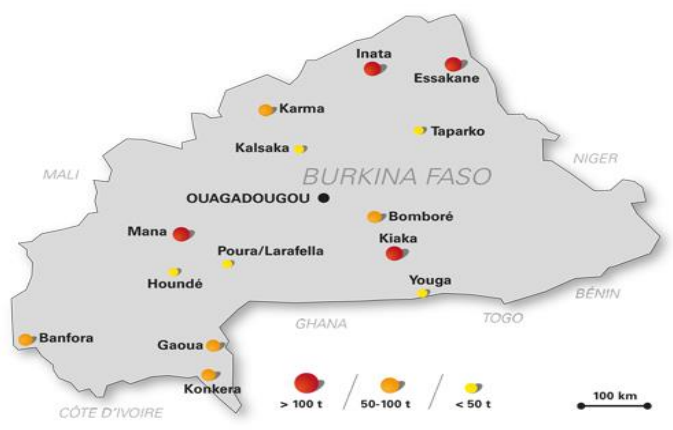 Inata
Essakane
Karma
Taparko
Kalsaka
NIGER
MALI
BURKINA FASO
OUAGADOUGOU
Bomboré
Mana
Kiaka
Poura/Larafella
Houndé
Youga
BÉNIN
TOGO
GHANA
Banfora
Gaoua
Konkera
> 100 t
50-100 t
< 50 t
100 km
CÔTE D'IVOIRE